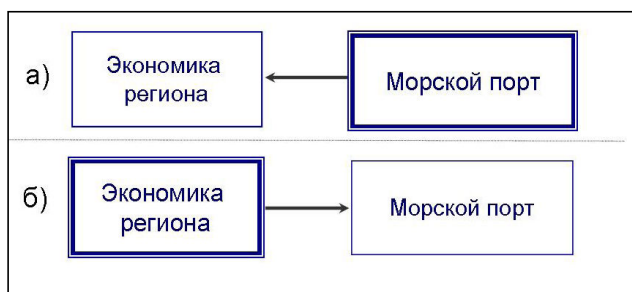 а)
Экономика
региона
Морской порт
б)
Экономика
региона
Морской порт